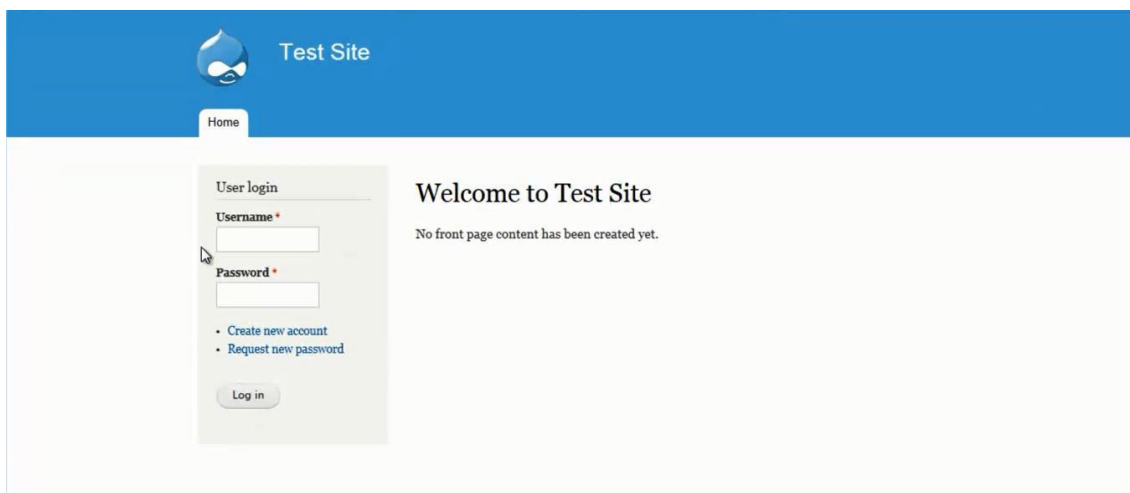 Test Site
Home
User login
Username *
Password *
• Create new account
• Request new password
Log in
Welcome to Test Site
No front page content has been created yet.